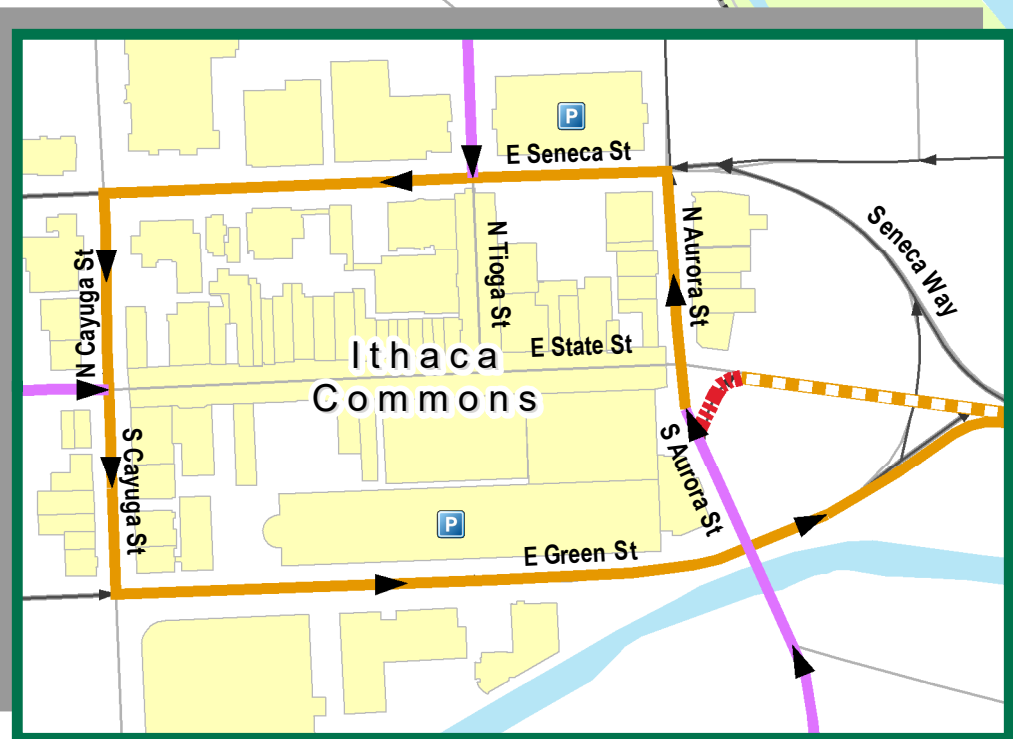 P
E Seneca St
Seneca Way
N Cayuga St
N Tioga St
N Aurora St
E State St
Ithaca
Commons
S Cayuga St
S Aurora St
P
E Green St